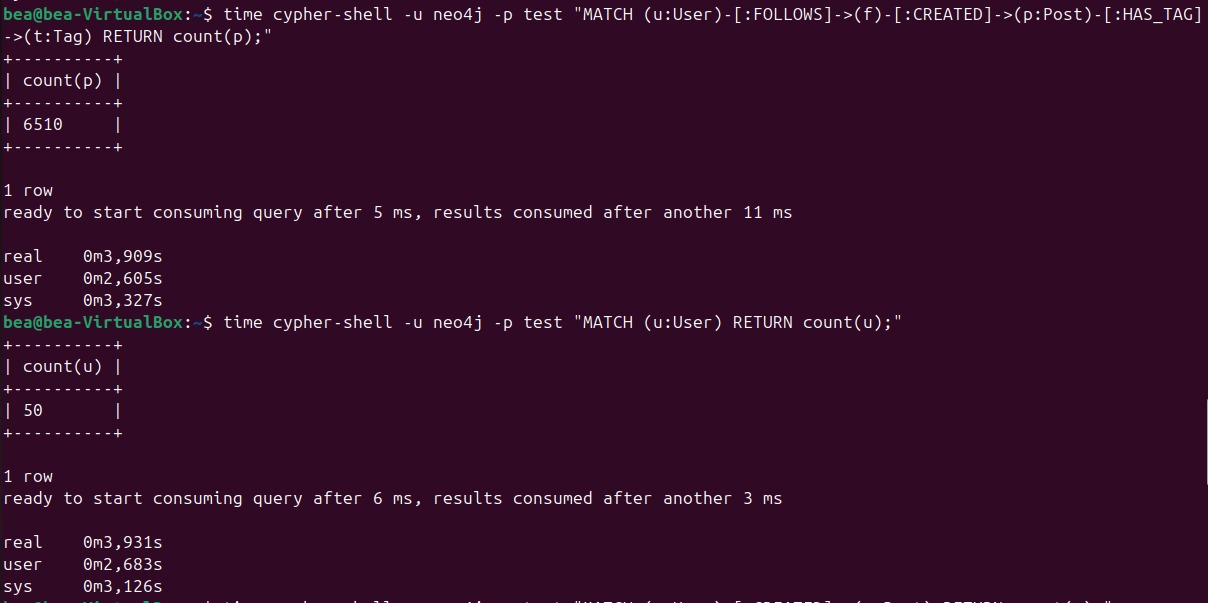 bea@bea-VirtualBox:~$ time cypher-shell -u neo4j -p test "MATCH (u:User)-[:FOLLOWS]->(f)-[:CREATED]->(p:Post)-[:HAS_TAG]
->(t:Tag) RETURN count(p);"
+----------+
| count(p) |
+----------+
| 6510     |
+----------+
1 row
ready to start consuming query after 5 ms, results consumed after another 11 ms
real    0m3,909s
user    0m2,605s
sys     0m3,327s
bea@bea-VirtualBox:~$ time cypher-shell -u neo4j -p test "MATCH (u:User) RETURN count(u);"
+----------+
| count(u) |
+----------+
| 50       |
+----------+
1 row
ready to start consuming query after 6 ms, results consumed after another 3 ms
real    0m3,931s
user    0m2,683s
sys     0m3,126s